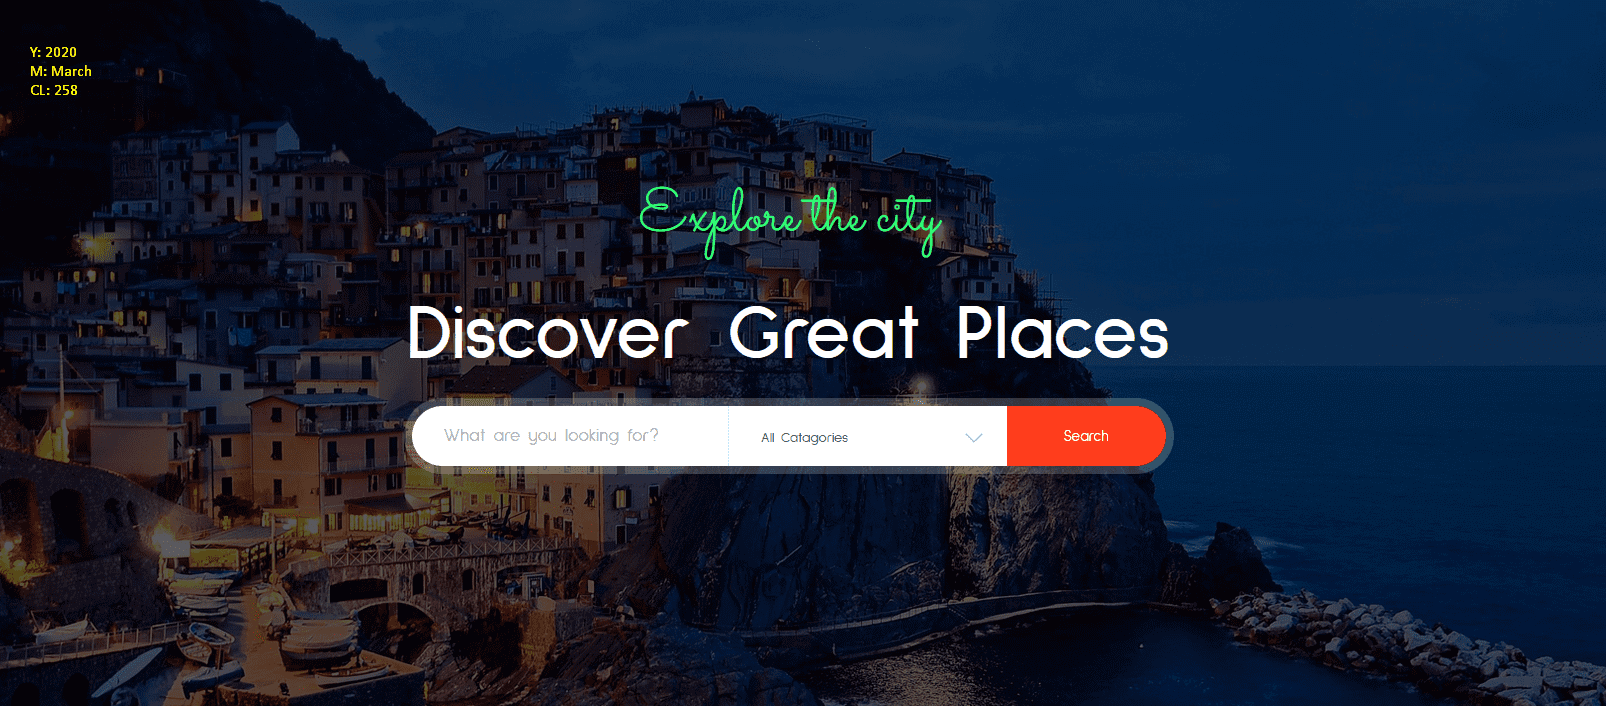 Y: 2020
M: March
CL: 258
Explore the city
Discover Great Places
What are you looking for?
All Catagories
Search